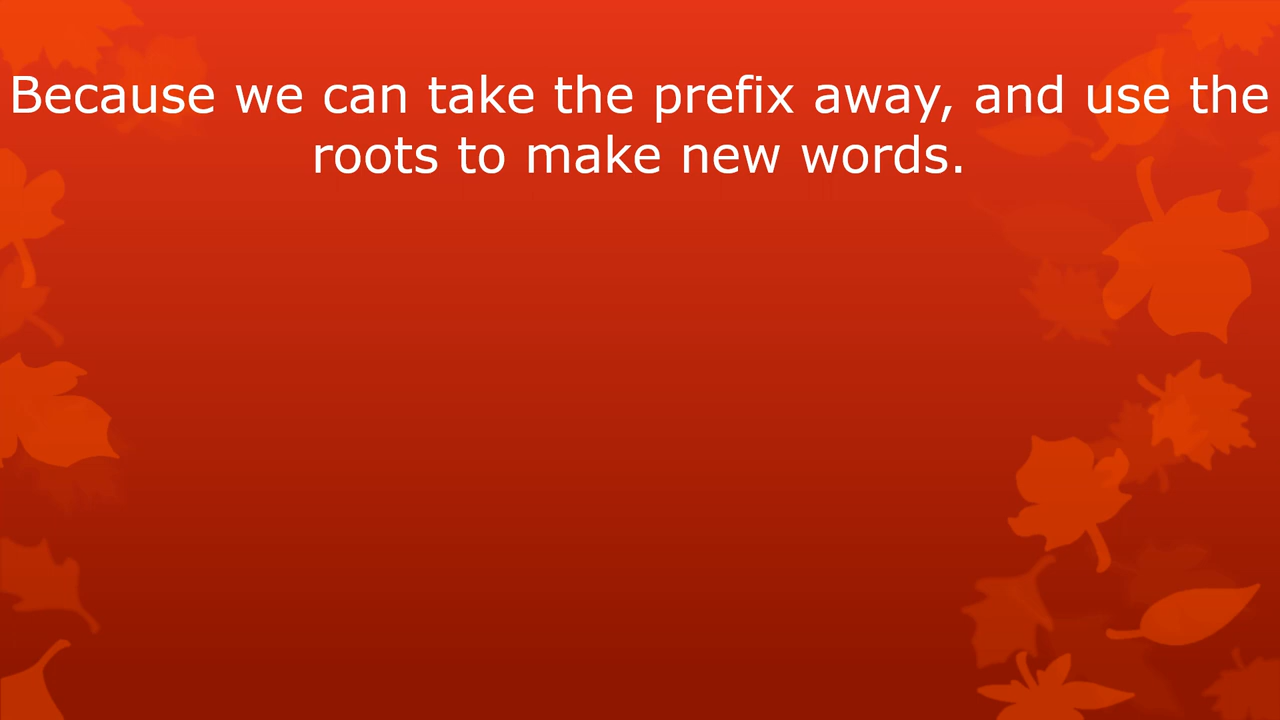 Because we can take the prefix away, and use the
roots to make new words.